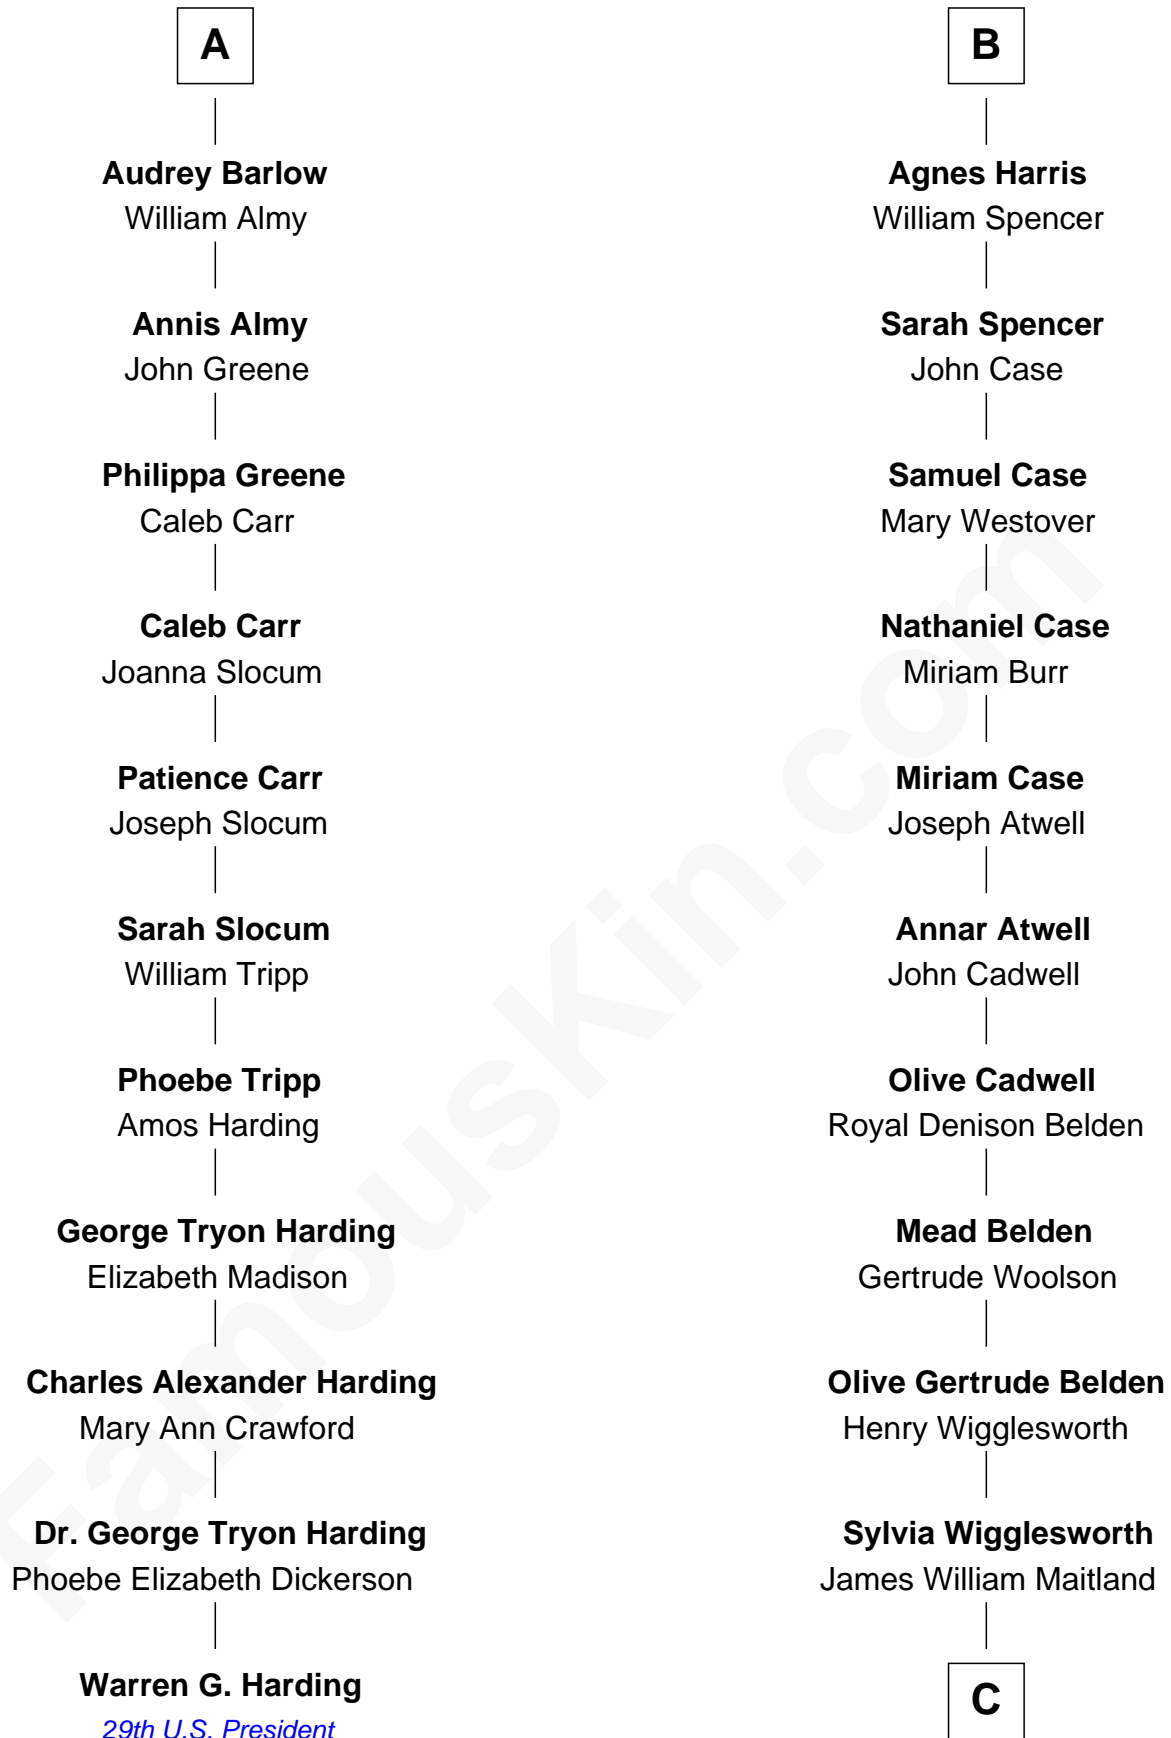 A
Audrey Barlow
William Almy
Annis Almy
John Greene
Philippa Greene
Caleb Carr
Caleb Carr
Joanna Slocum
Patience Carr
Joseph Slocum
Sarah Slocum
William Tripp
Phoebe Tripp
Amos Harding
George Tryon Harding
Elizabeth Madison
Charles Alexander Harding
Mary Ann Crawford
Dr. George Tryon Harding
Phoebe Elizabeth Dickerson
Warren G. Harding
29th U.S. President
B
Agnes Harris
William Spencer
Sarah Spencer
John Case
Samuel Case
Mary Westover
Nathaniel Case
Miriam Burr
Miriam Case
Joseph Atwell
Annar Atwell
John Cadwell
Olive Cadwell
Royal Denison Belden
Mead Belden
Gertrude Woolson
Olive Gertrude Belden
Henry Wigglesworth
Sylvia Wigglesworth
James William Maitland
C
FamousKin.com